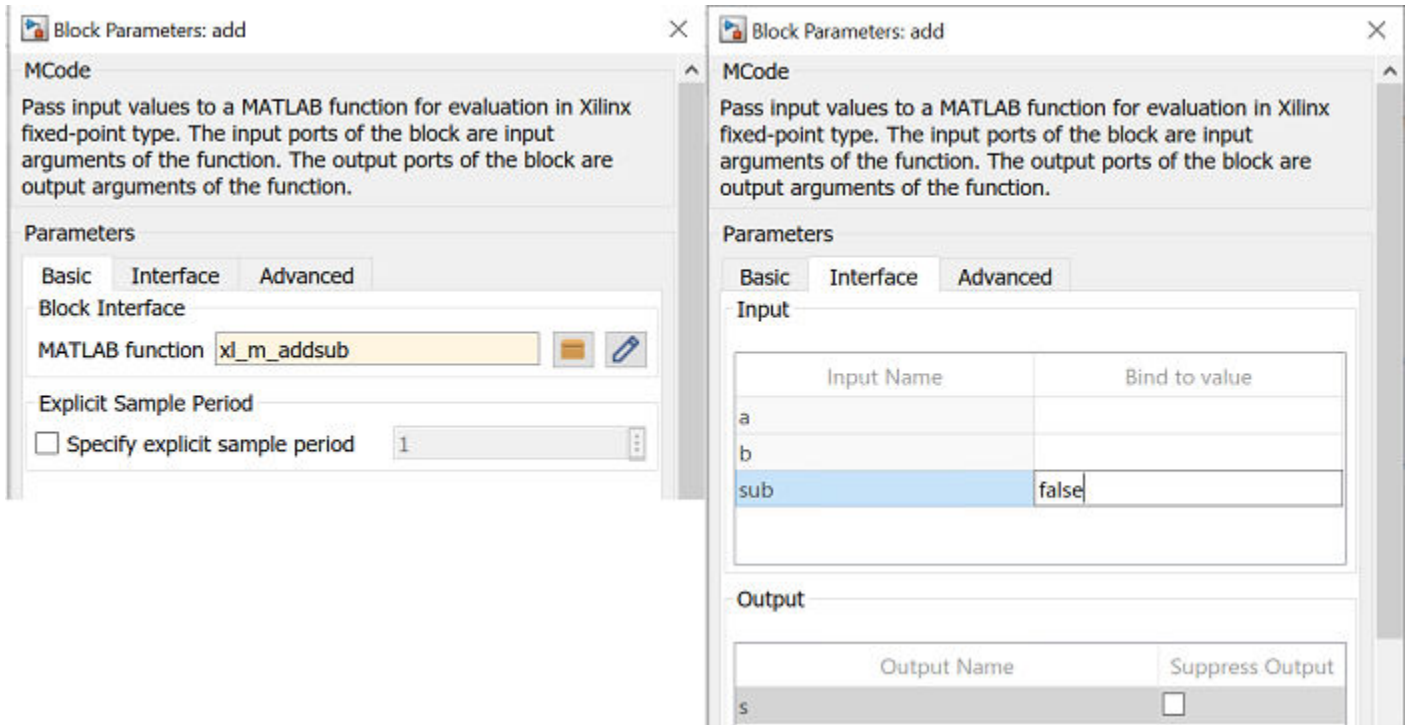 Block Parameters: add
MCode
Pass input values to a MATLAB function for evaluation in Xilinx
fixed-point type. The input ports of the block are input
arguments of the function. The output ports of the block are
output arguments of the function.
Parameters
Basic Interface Advanced
Block Interface
MATLAB function xl_m_addsub
Explicit Sample Period
Specify explicit sample period 1
Block Parameters: add
MCode
Pass input values to a MATLAB function for evaluation in Xilinx
fixed-point type. The input ports of the block are input
arguments of the function. The output ports of the block are
output arguments of the function.
Parameters
Basic Interface Advanced
Input
Input Name Bind to value
a
b
sub false
Output
Output Name Suppress Output
s